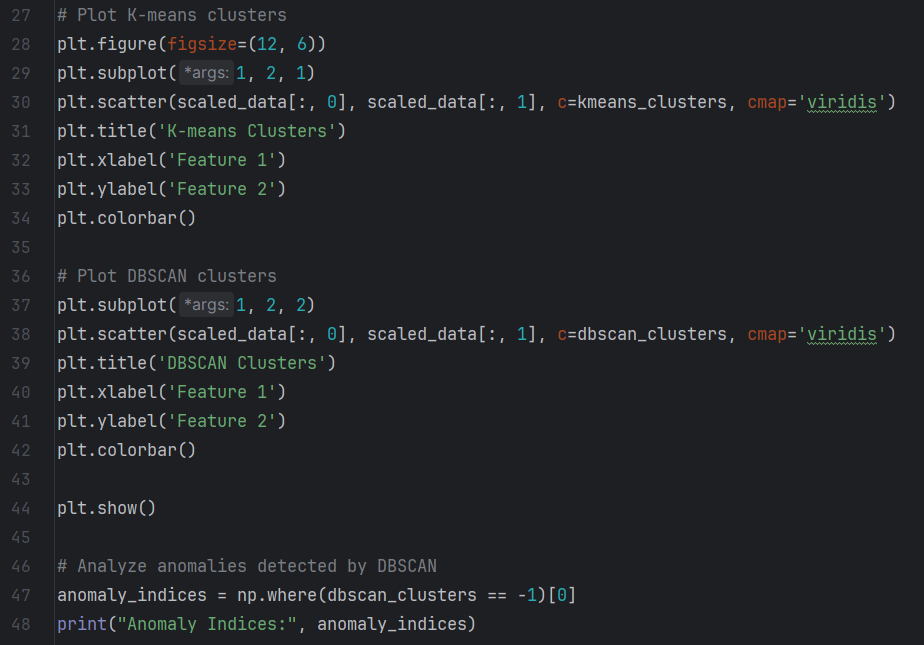 27 # Plot K-means clusters
28 plt.figure(figsize=(12, 6))
29 plt.subplot( *args: 1, 2, 1)
30 plt.scatter(scaled_data[:, 0], scaled_data[:, 1], c=kmeans_clusters, cmap='viridis')
31 plt.title('K-means Clusters')
32 plt.xlabel('Feature 1')
33 plt.ylabel('Feature 2')
34 plt.colorbar()
35
36 # Plot DBSCAN clusters
37 plt.subplot( *args: 1, 2, 2)
38 plt.scatter(scaled_data[:, 0], scaled_data[:, 1], c=dbscan_clusters, cmap='viridis')
39 plt.title('DBSCAN Clusters')
40 plt.xlabel('Feature 1')
41 plt.ylabel('Feature 2')
42 plt.colorbar()
43
44 plt.show()
45
46 # Analyze anomalies detected by DBSCAN
47 anomaly_indices = np.where(dbscan_clusters == -1)[0]
48 print("Anomaly Indices:", anomaly_indices)